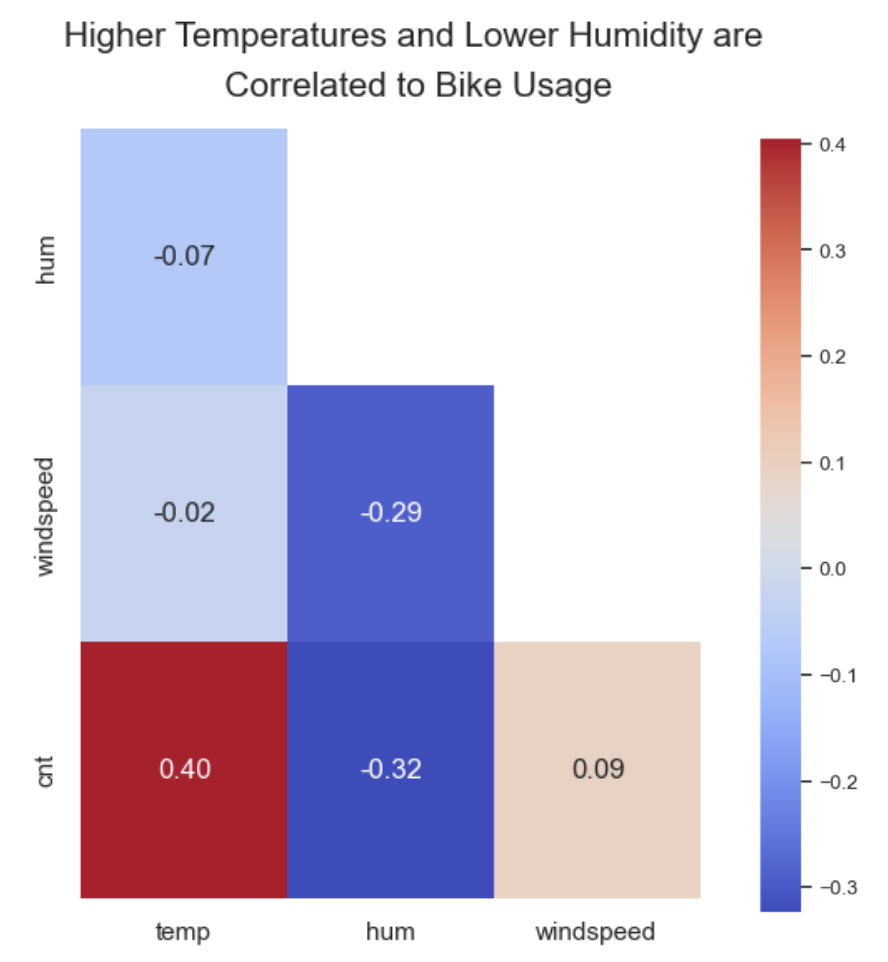 Higher Temperatures and Lower Humidity are
Correlated to Bike Usage
hum
-0.07
windspeed
-0.02
-0.29
cnt
0.40
-0.32
0.09
temp
hum
windspeed
0.4
0.3
0.2
0.1
0.0
−0.1
−0.2
−0.3